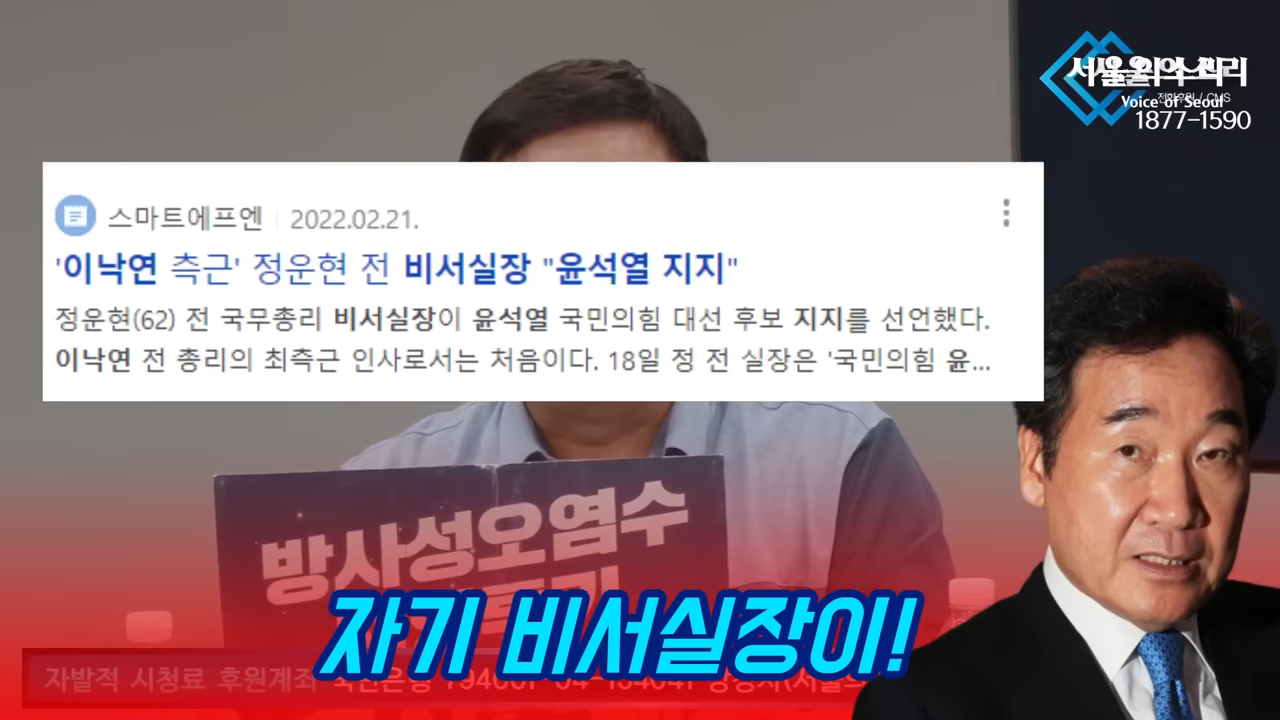 서울의소리
Voice of Seoul
전화후원 / CMS
1877-1590
스마트에프엔 2022.02.21.
'이낙연 측근' 정운현 전 비서실장 "윤석열 지지"
정운현(62) 전 국무총리 비서실장이 윤석열 국민의힘 대선 후보 지지를 선언했다.
이낙연 전 총리의 최측근 인사로서는 처음이다. 18일 정 전 실장은 '국민의힘 윤...
방사성오염수
자기 비서실장이!
자발적 시청료 후원계좌